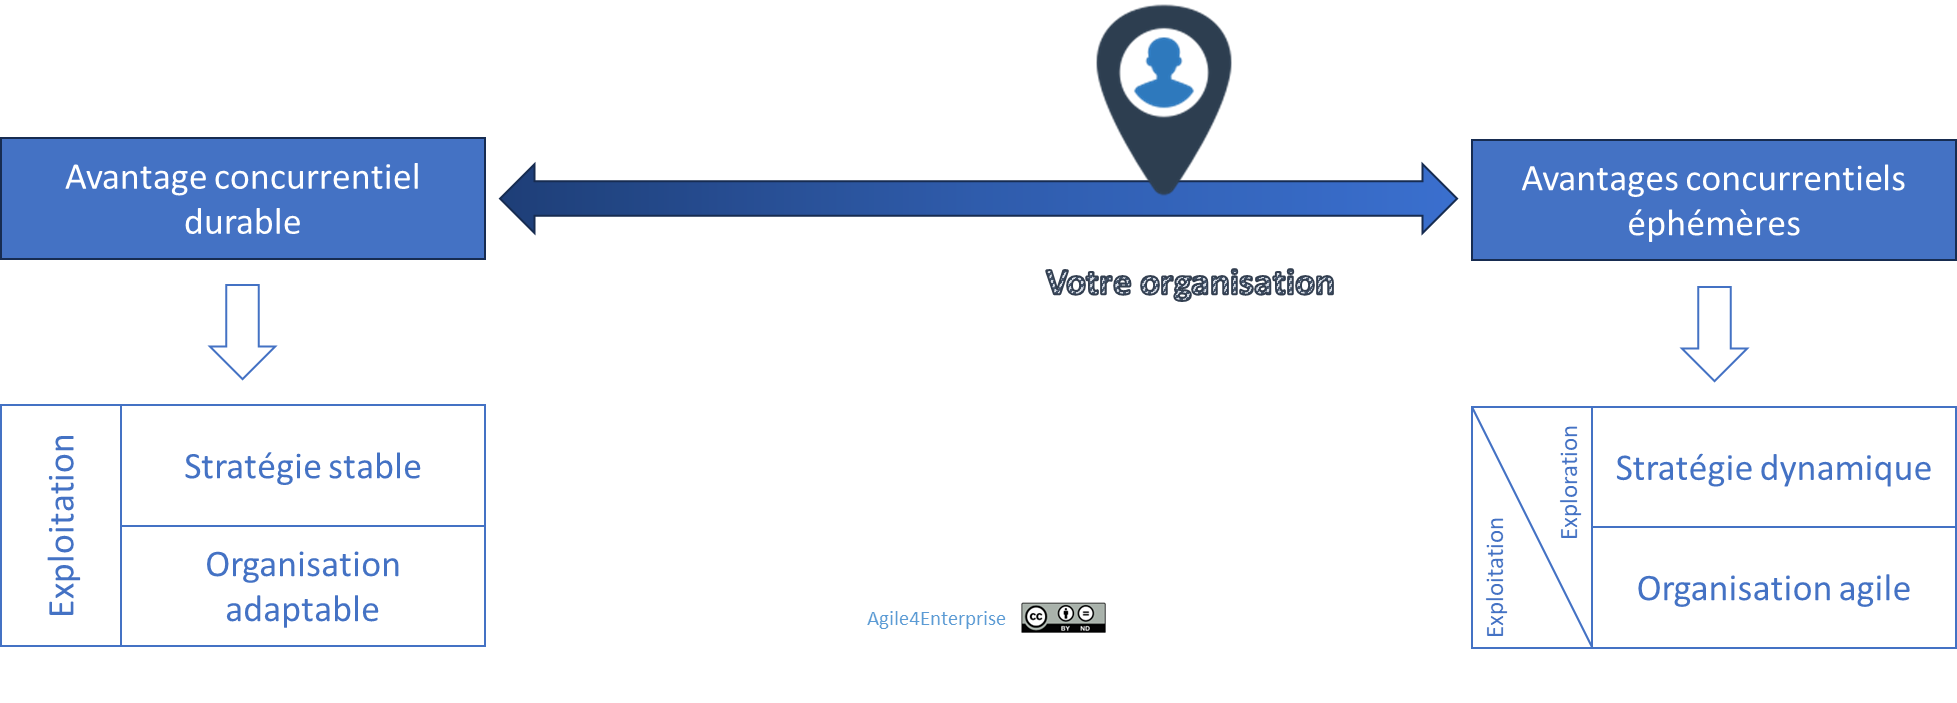 Avantage concurrentiel
durable
Avantages concurrentiels
éphémères
Votre organisation
Exploitation
Stratégie stable
Organisation
adaptable
Exploitation
Exploration
Stratégie dynamique
Organisation agile
Agile4Enterprise
cc
BY ND